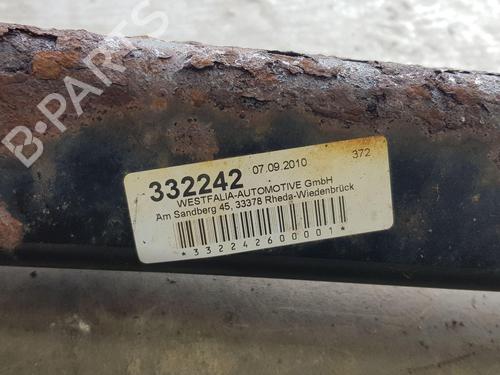 B-PARTS
332242 07.09.2010 372
WESTFALIA-AUTOMOTIVE GmbH
Am Sandberg 45, 33378 Rheda-Wiedenbrück
*332242600001*